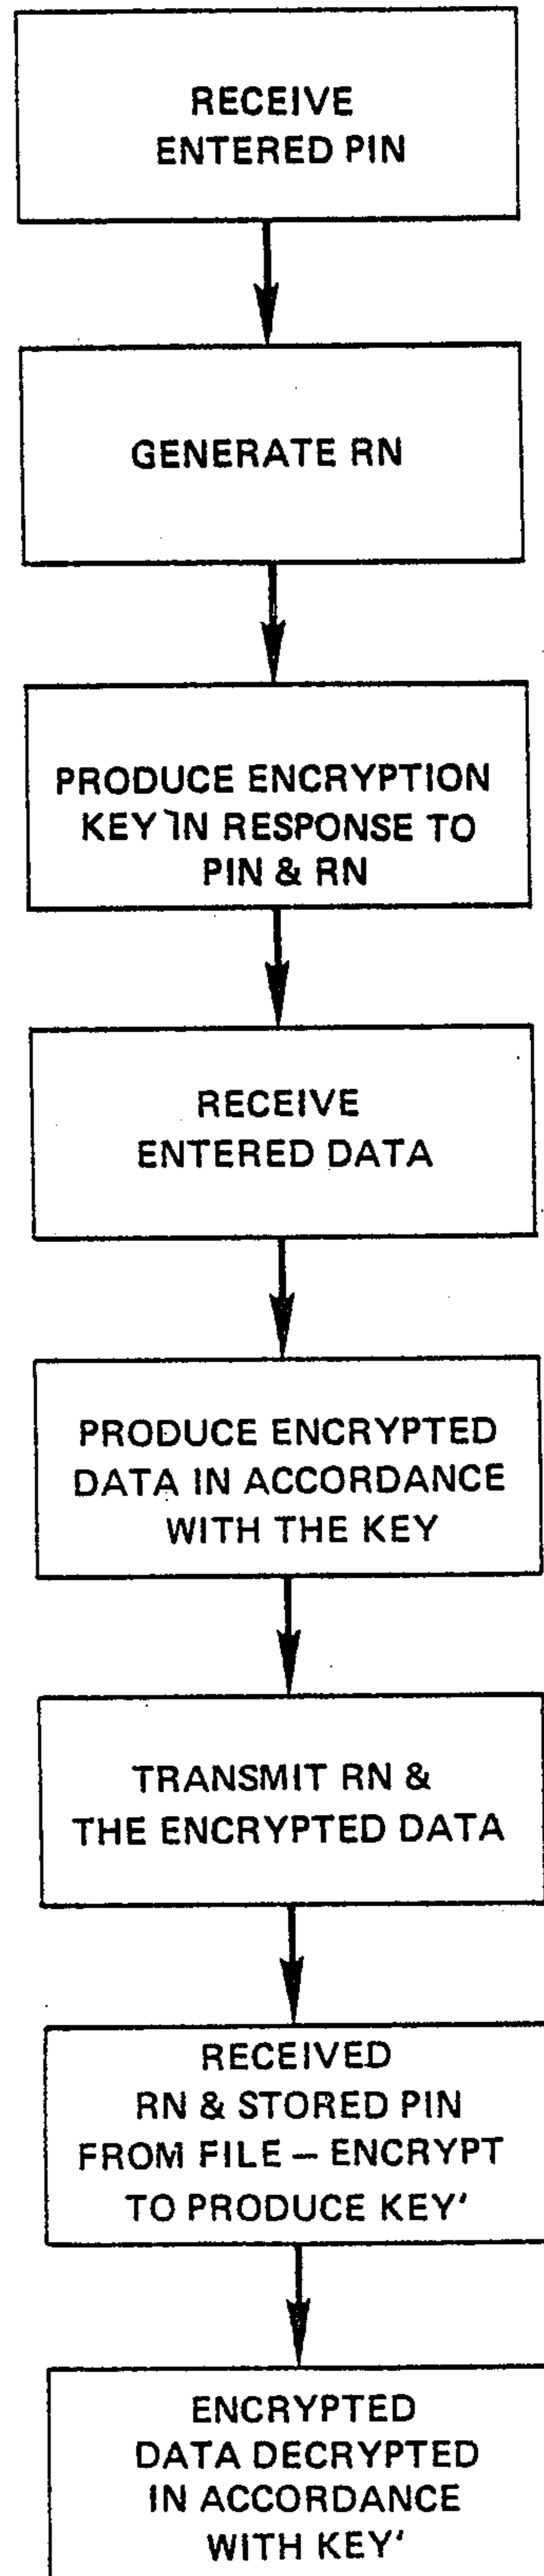 RECEIVE
ENTERED PIN
GENERATE RN
PRODUCE ENCRYPTION
KEY IN RESPONSE TO
PIN & RN
RECEIVE
ENTERED DATA
PRODUCE ENCRYPTED
DATA IN ACCORDANCE
WITH THE KEY
TRANSMIT RN &
THE ENCRYPTED DATA
RECEIVED
RN & STORED PIN
FROM FILE – ENCRYPT
TO PRODUCE KEY'
ENCRYPTED
DATA DECRYPTED
IN ACCORDANCE
WITH KEY'